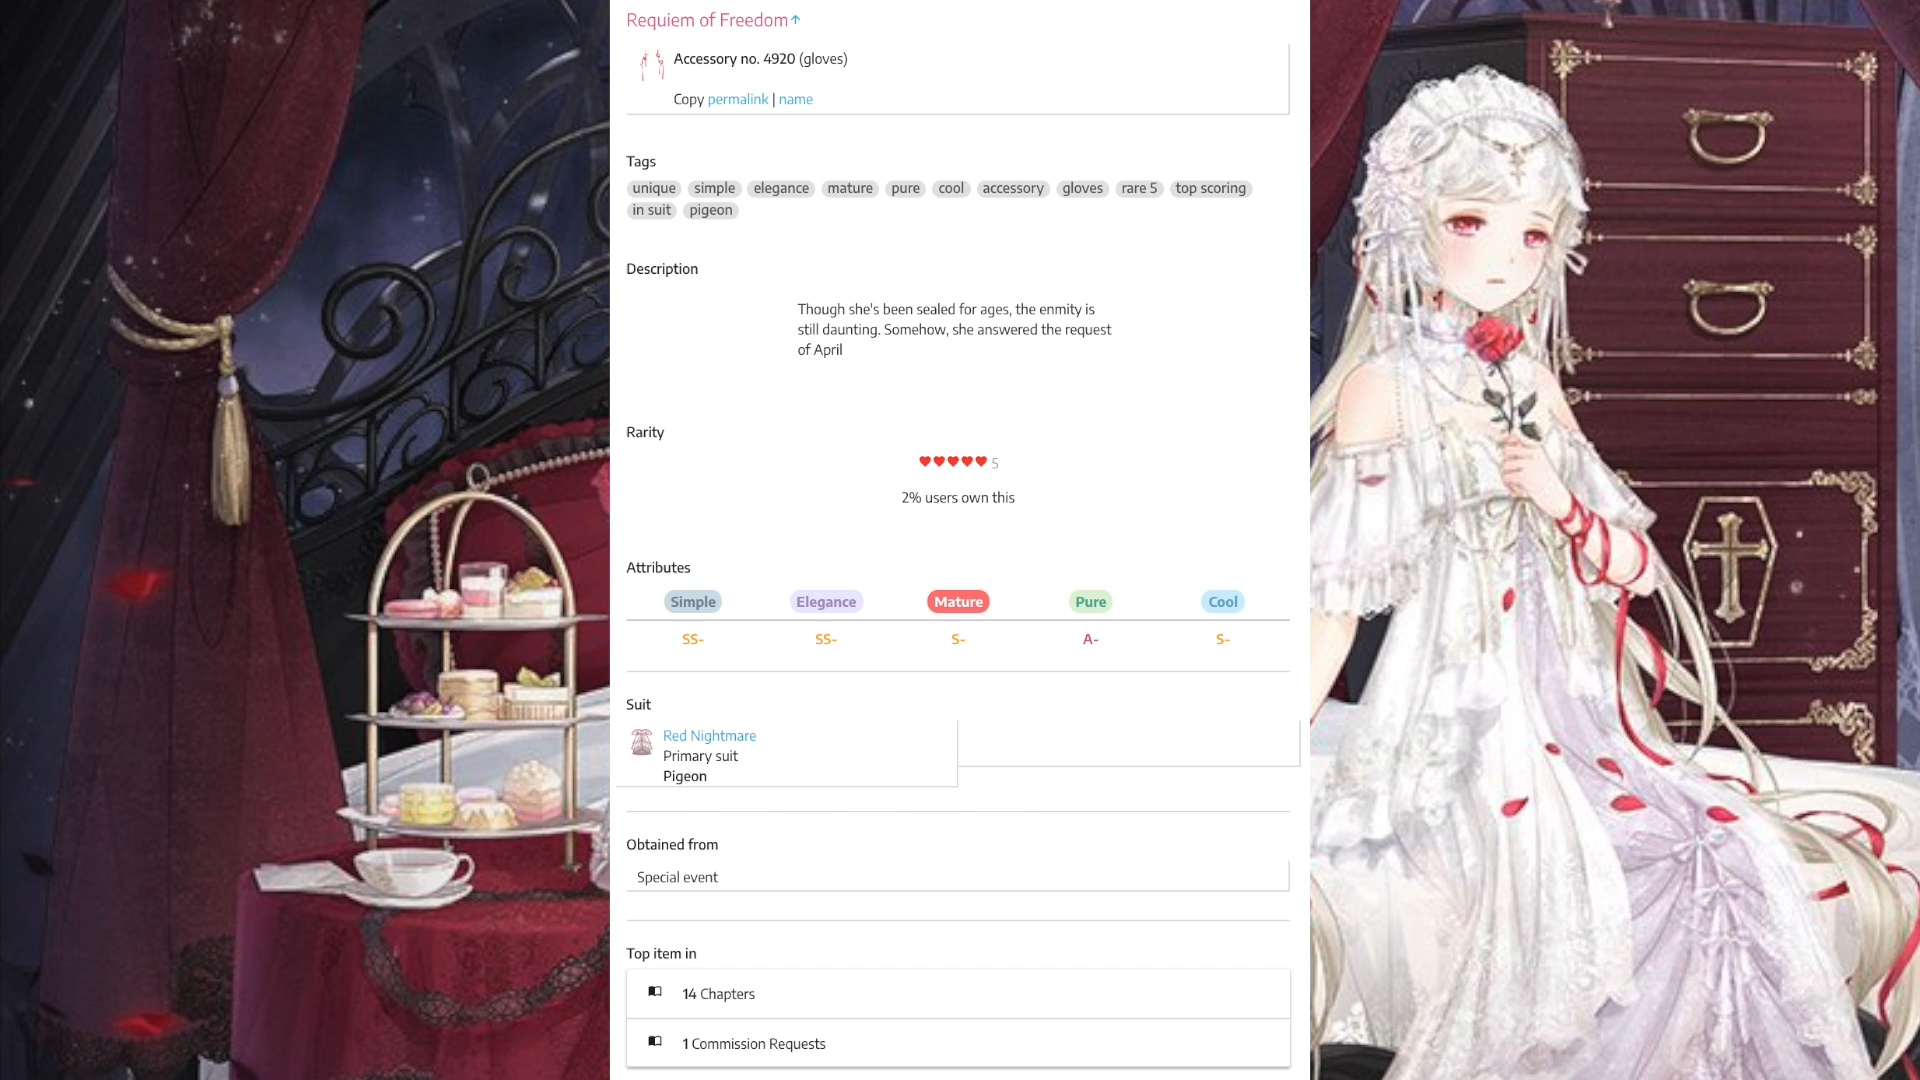 Requiem of Freedom↑
Accessory no. 4920 (gloves)
Copy permalink | name
Tags
unique simple elegance mature pure cool accessory gloves rare 5 top scoring
in suit pigeon
Description
Though she's been sealed for ages, the enmity is
still daunting. Somehow, she answered the request
of April
Rarity
♥♥♥♥♥ 5
2% users own this
Attributes
Simple Elegance Mature Pure Cool
SS- SS- S- A- S-
Suit
Red Nightmare
Primary suit
Pigeon
Obtained from
Special event
Top item in
14 Chapters
1 Commission Requests